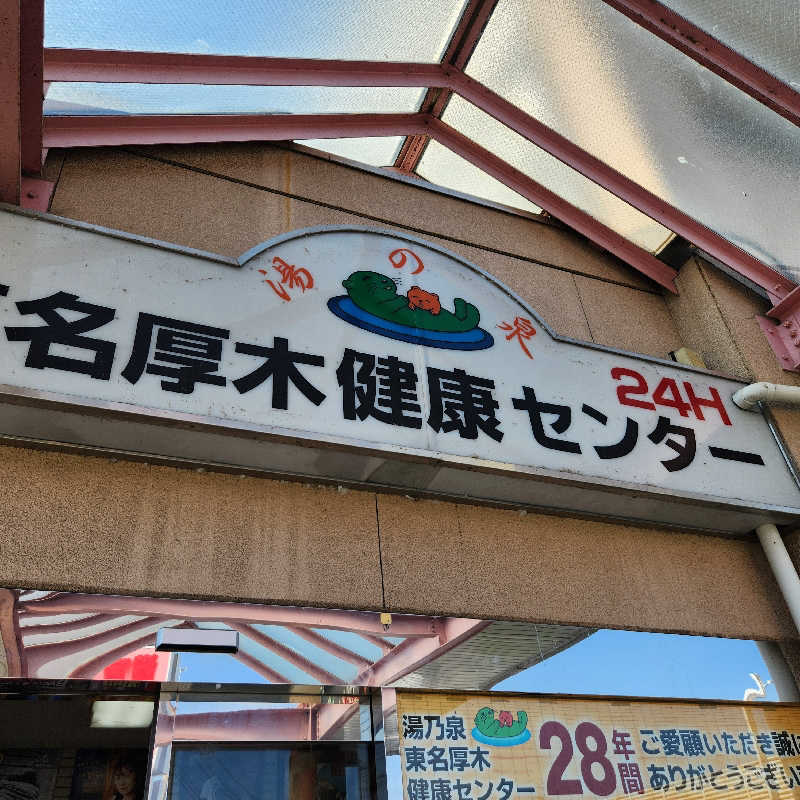 湯の泉
名厚木健康センター
24H
湯乃泉
東名厚木
健康センター
28年間
ご愛顧いただき誠に
ありがとうござい